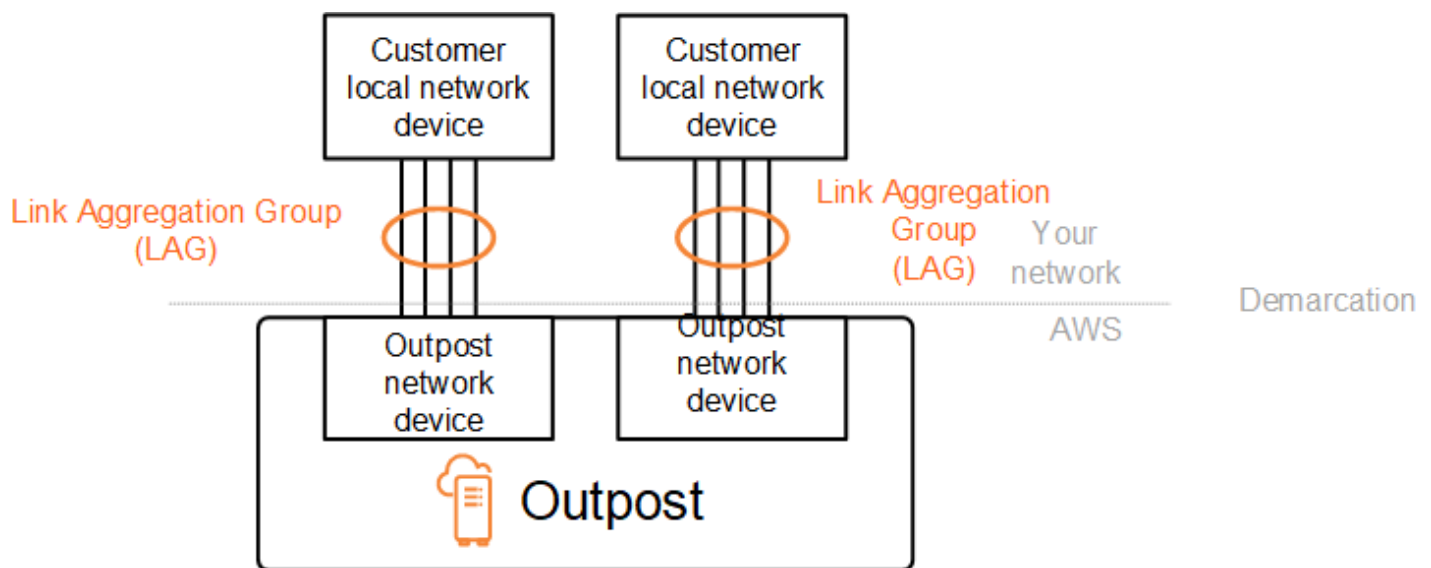 Customer
local network
device
Customer
local network
device
Link Aggregation Group
(LAG)
Link Aggregation
Group
(LAG)
Your
network
Demarcation
AWS
Outpost
network
device
Outpost
network
device
Outpost